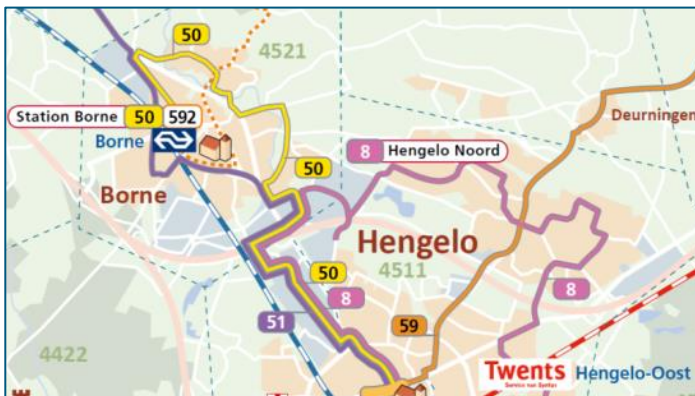 50
4521
Station Borne 50 592
Deurningen
Borne
8 Hengelo Noord
50
Borne
Hengelo
4511
50
8
8
51
59
4422
Twents
Hengelo-Oost